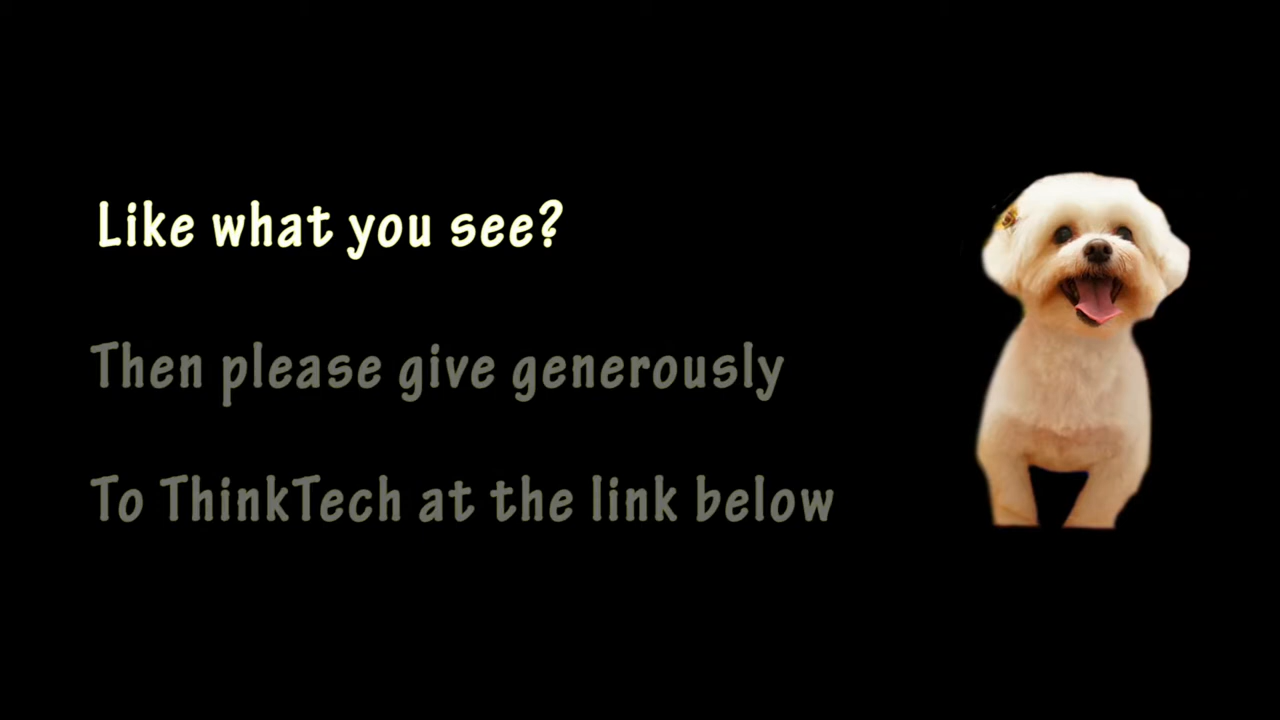 Like what you see?
Then please give generously
To ThinkTech at the link below